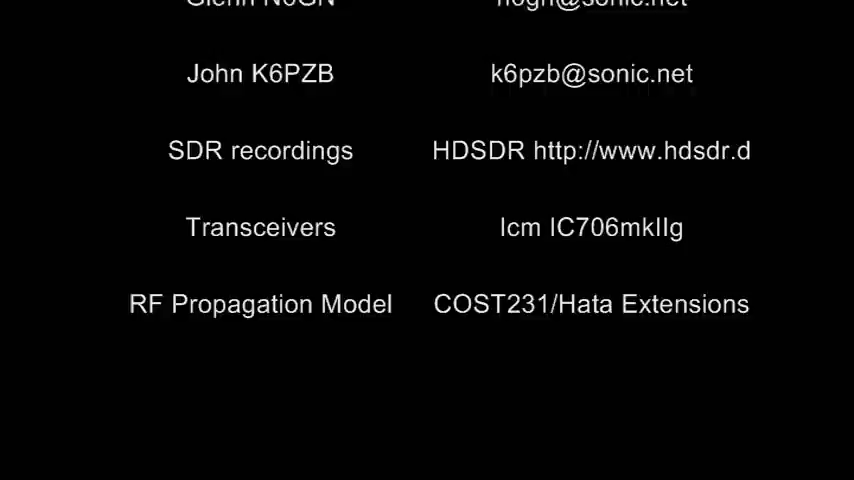 John K6PZB k6pzb@sonic.net
SDR recordings HDSDR http://www.hdsdr.d
Transceivers Icm IC706mkIIg
RF Propagation Model COST231/Hata Extensions